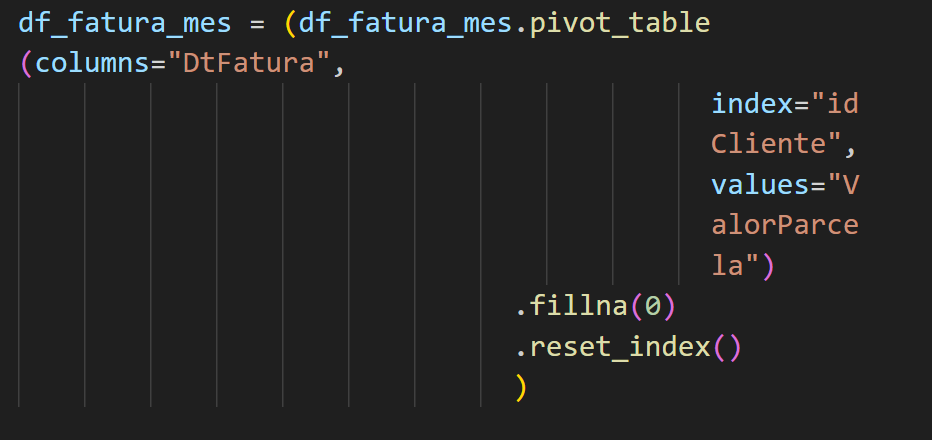 df_fatura_mes = (df_fatura_mes.pivot_table
(columns="DtFatura",
index="id
Cliente",
values="V
alorParce
la")
.fillna(0)
.reset_index()
)